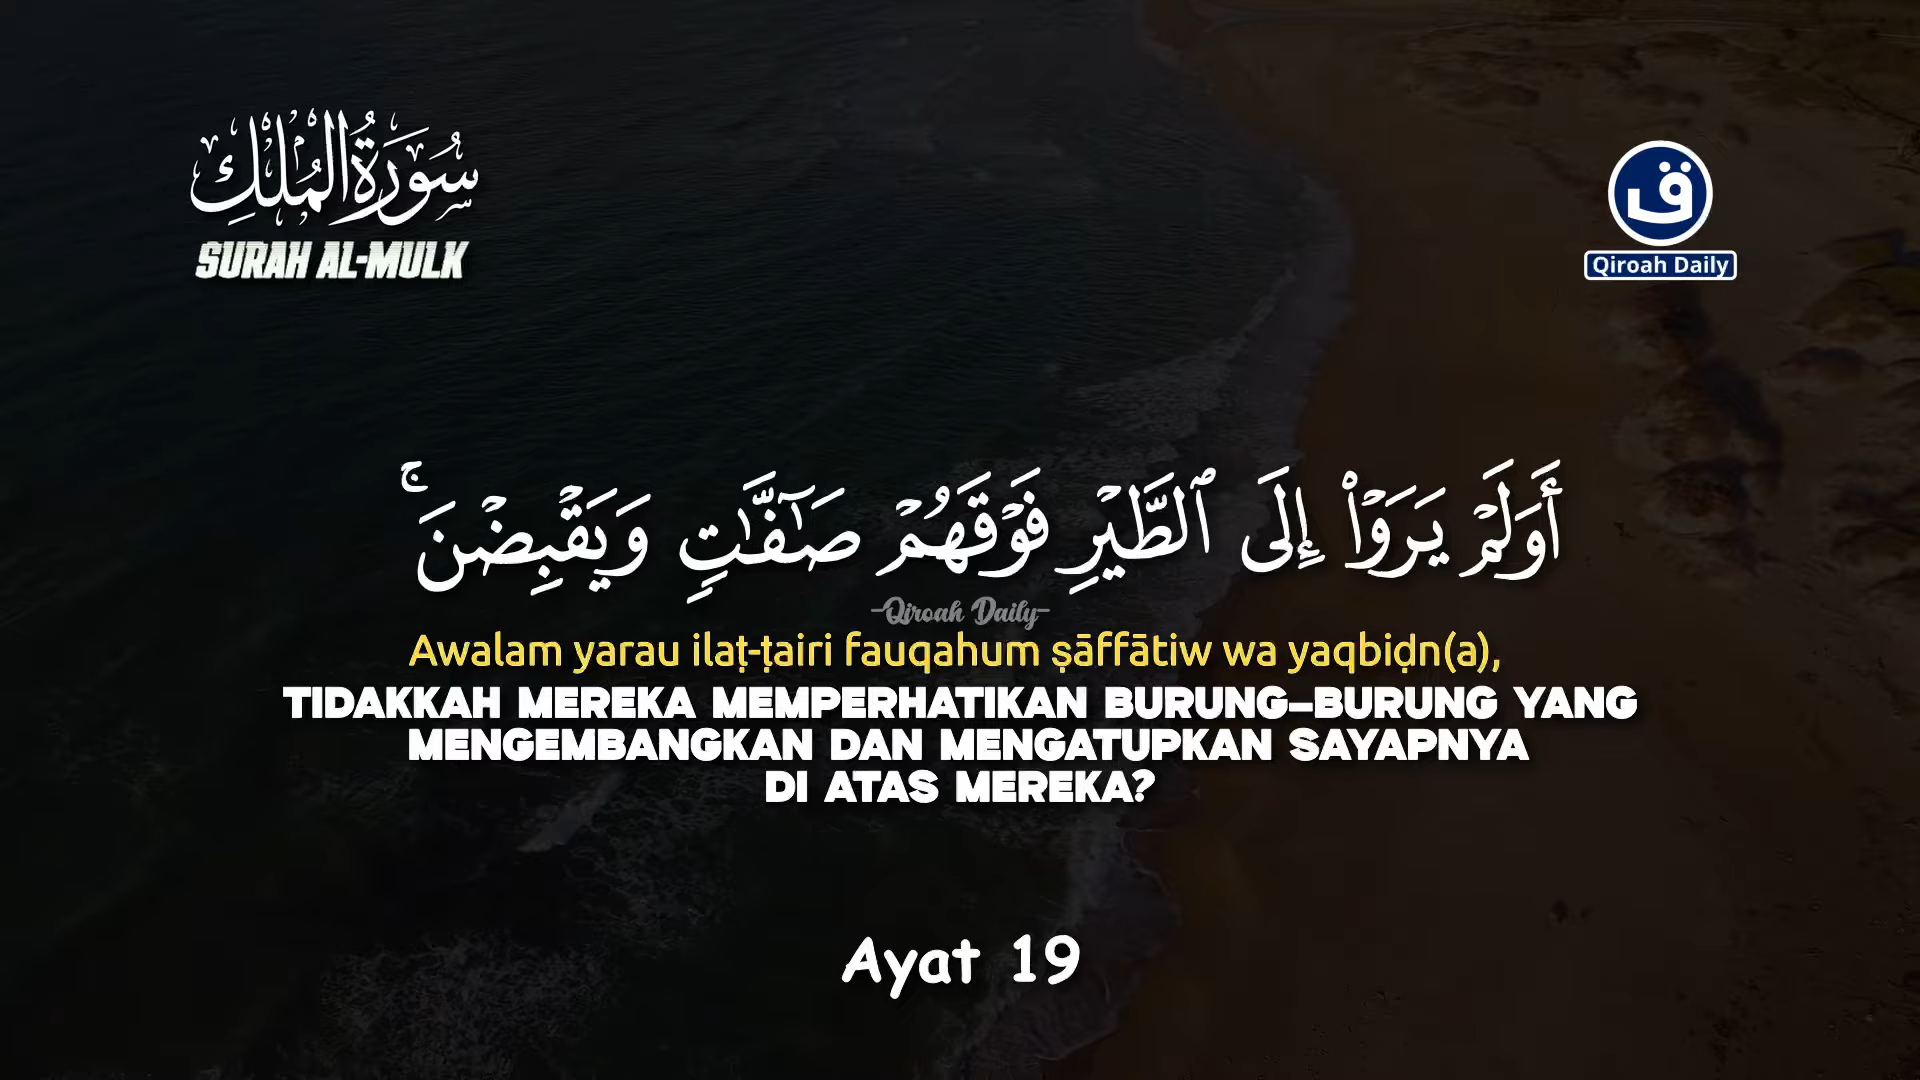 سُورَةُ الْمُلْكِ
SURAH AL-MULK
ق
Qiroah Daily
أَوَلَمْ يَرَوْا۟ إِلَى ٱلطَّيْرِ فَوْقَهُمْ صَـٰٓفَّـٰتٍ وَيَقْبِضْنَ ۚ
-Qiroah Daily-
Awalam yarau ilaṭ-ṭairi fauqahum ṣāffātiw wa yaqbiḍn(a),
TIDAKKAH MEREKA MEMPERHATIKAN BURUNG-BURUNG YANG
MENGEMBANGKAN DAN MENGATUPKAN SAYAPNYA
DI ATAS MEREKA?
Ayat 19